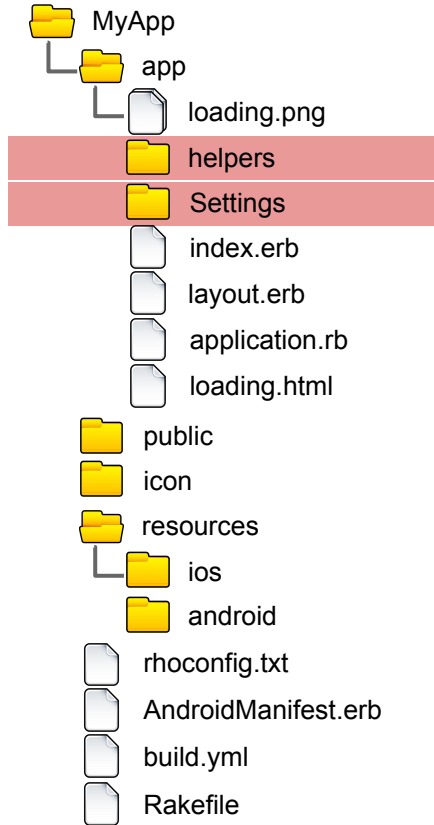 MyApp
app
loading.png
helpers
Settings
index.erb
layout.erb
application.rb
loading.html
public
icon
resources
ios
android
rhoconfig.txt
AndroidManifest.erb
build.yml
Rakefile